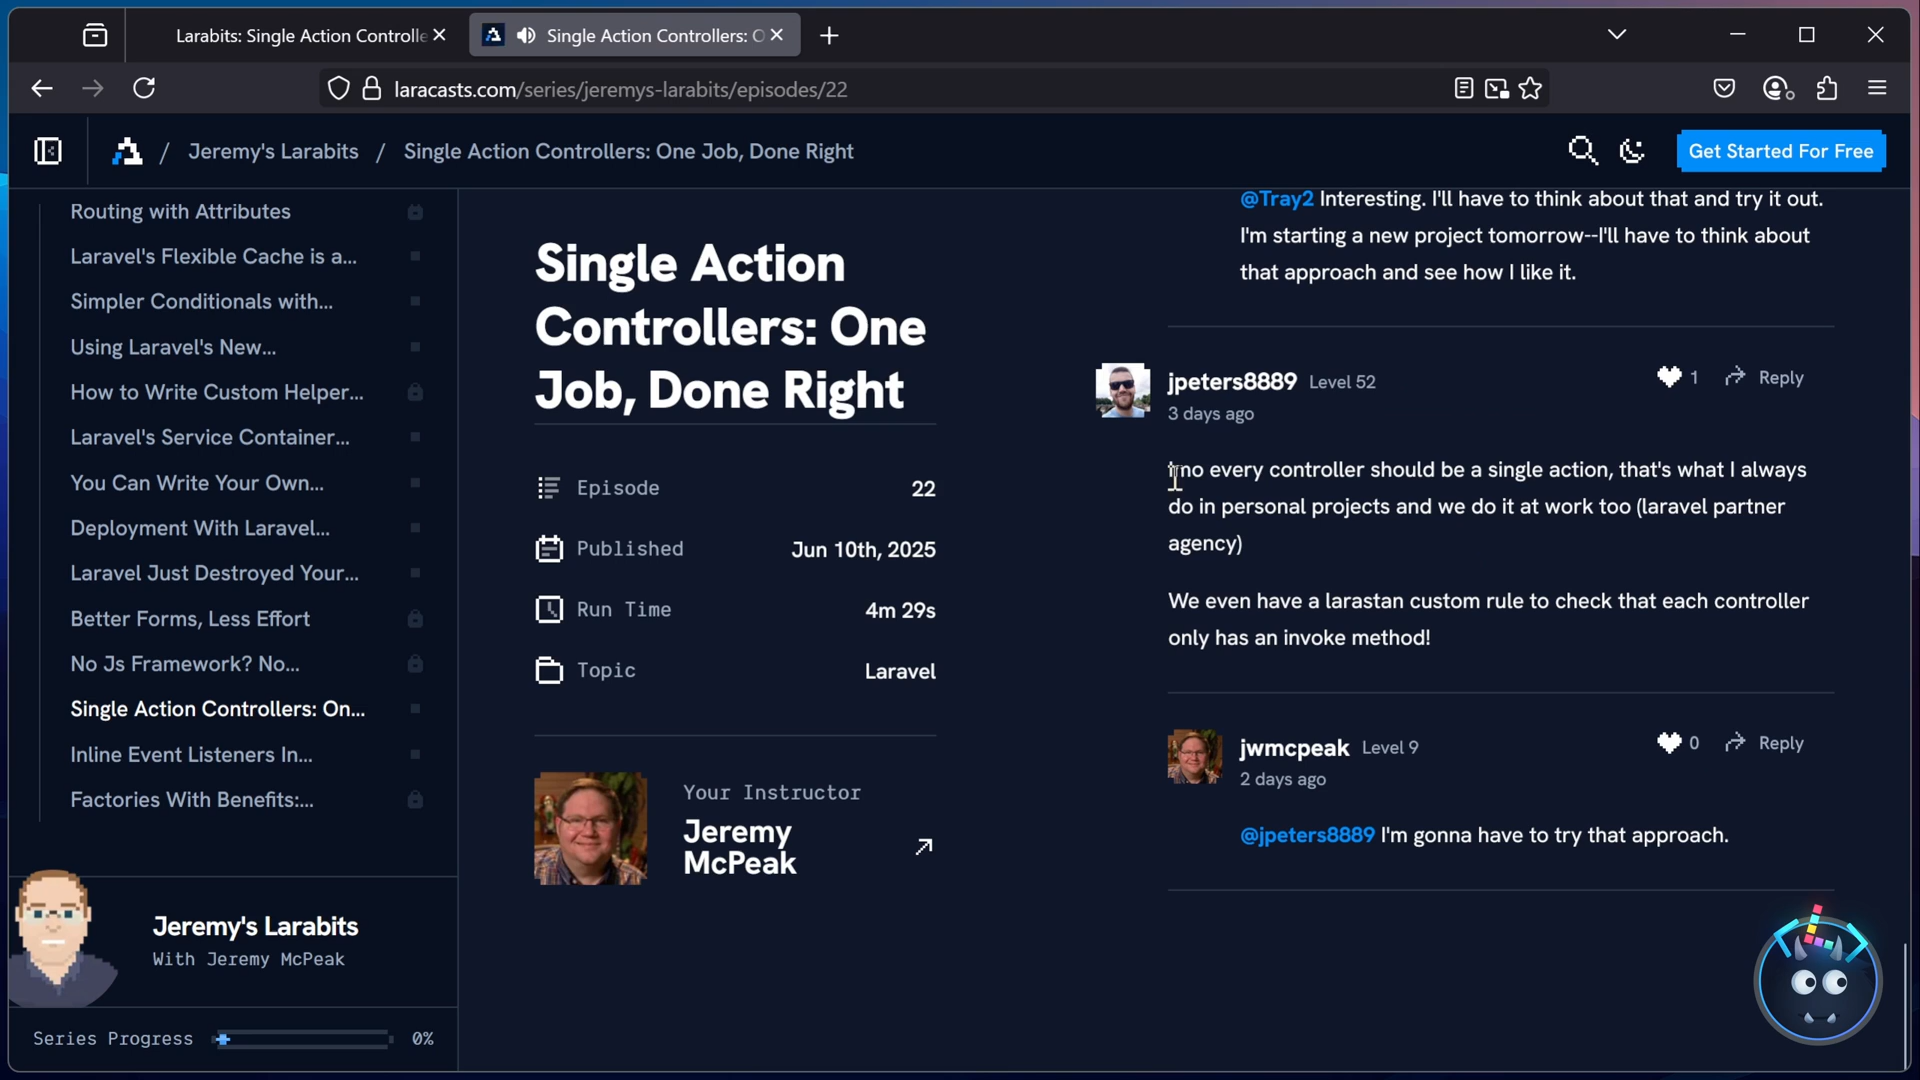 Larabits: Single Action Controlle
Single Action Controllers: O
laracasts.com/series/jeremys-larabits/episodes/22
/ Jeremy's Larabits / Single Action Controllers: One Job, Done Right
Get Started For Free
Routing with Attributes
Laravel's Flexible Cache is a...
Simpler Conditionals with...
Using Laravel's New...
How to Write Custom Helper...
Laravel's Service Container...
You Can Write Your Own...
Deployment With Laravel...
Laravel Just Destroyed Your...
Better Forms, Less Effort
No Js Framework? No...
Single Action Controllers: On...
Inline Event Listeners In...
Factories With Benefits:...
Jeremy's Larabits
With Jeremy McPeak
Series Progress 0%
Single Action
Controllers: One
Job, Done Right
Episode 22
Published Jun 10th, 2025
Run Time 4m 29s
Topic Laravel
Your Instructor
Jeremy
McPeak
@Tray2 Interesting. I'll have to think about that and try it out.
I'm starting a new project tomorrow--I'll have to think about
that approach and see how I like it.
jpeters8889 Level 52
1 Reply
3 days ago
Imo every controller should be a single action, that's what I always
do in personal projects and we do it at work too (laravel partner
agency)
We even have a larastan custom rule to check that each controller
only has an invoke method!
jwmcpeak Level 9
0 Reply
2 days ago
@jpeters8889 I'm gonna have to try that approach.